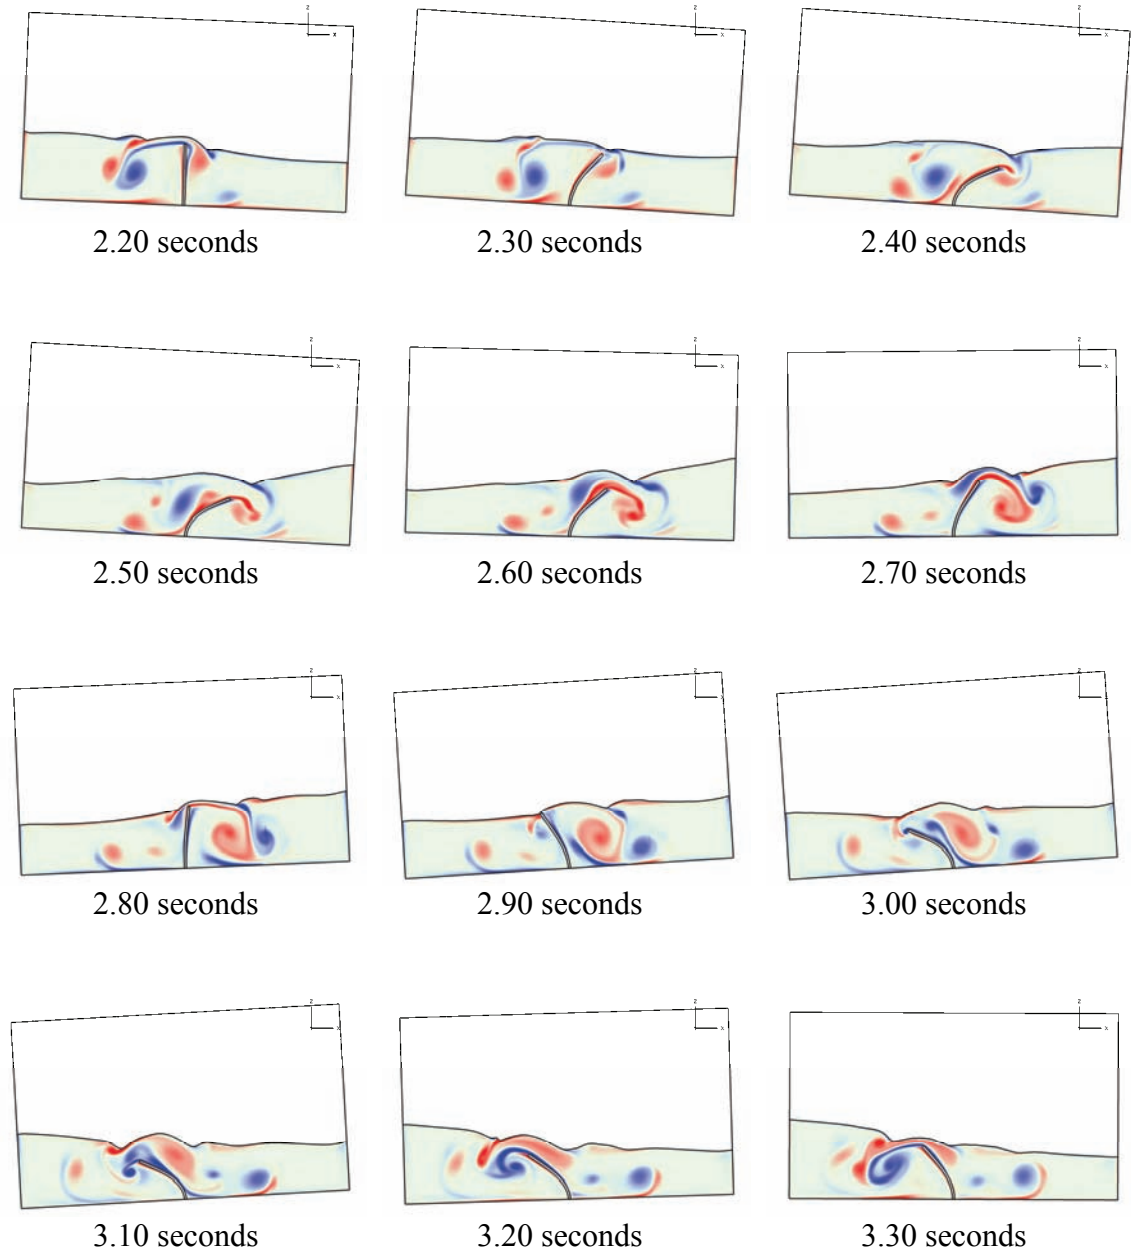 z
x
z
x
z
x
2.20 seconds
2.30 seconds
2.40 seconds
z
x
z
x
z
x
2.50 seconds
2.60 seconds
2.70 seconds
z
x
z
x
z
x
2.80 seconds
2.90 seconds
3.00 seconds
z
x
z
x
z
x
3.10 seconds
3.20 seconds
3.30 seconds